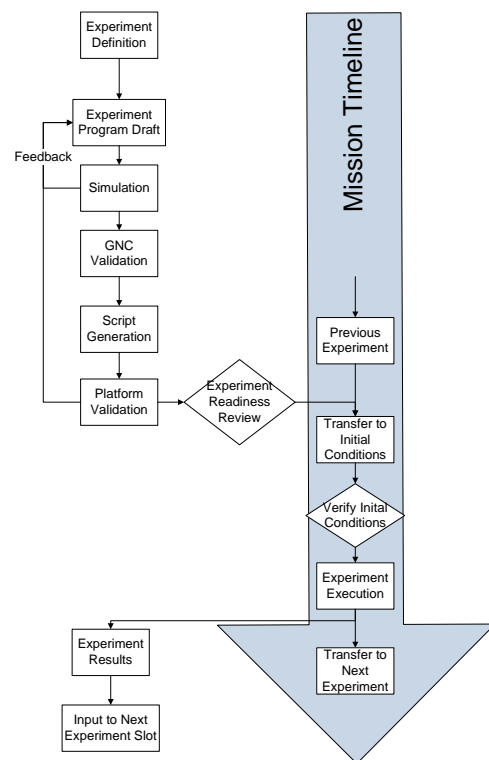 Experiment
Definition
Mission Timeline
Experiment
Program Draft
Feedback
Simulation
GNC
Validation
Script
Generation
Previous
Experiment
Platform
Validation
Experiment
Readiness
Review
Transfer to
Initial
Conditions
Verify Inital
Conditions
Experiment
Execution
Experiment
Results
Transfer to
Next
Experiment
Input to Next
Experiment Slot